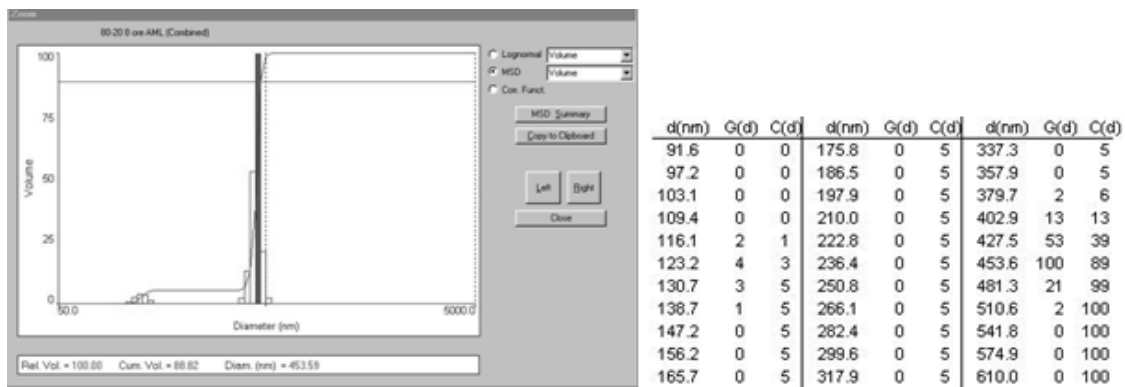 Zoom
80-20 B ore AML (Combined)
100
75
50
25
0
Volume
50.0
5000.0
Diameter (nm)
Lognormal Volume
MSD Volume
Corr. Funct.
MSD Summary
Copy to Clipboard
Left Right
Close
Rel. Vol. = 100.00 Cum. Vol. = 88.82 Diam. (nm) = 453.59
d(nm) G(d) C(d) d(nm) G(d) C(d) d(nm) G(d) C(d)
91.6 0 0 175.8 0 5 337.3 0 5
97.2 0 0 186.5 0 5 357.9 0 5
103.1 0 0 197.9 0 5 379.7 2 6
109.4 0 0 210.0 0 5 402.9 13 13
116.1 2 1 222.8 0 5 427.5 53 39
123.2 4 3 236.4 0 5 453.6 100 89
130.7 3 5 250.8 0 5 481.3 21 99
138.7 1 5 266.1 0 5 510.6 2 100
147.2 0 5 282.4 0 5 541.8 0 100
156.2 0 5 299.6 0 5 574.9 0 100
165.7 0 5 317.9 0 5 610.0 0 100